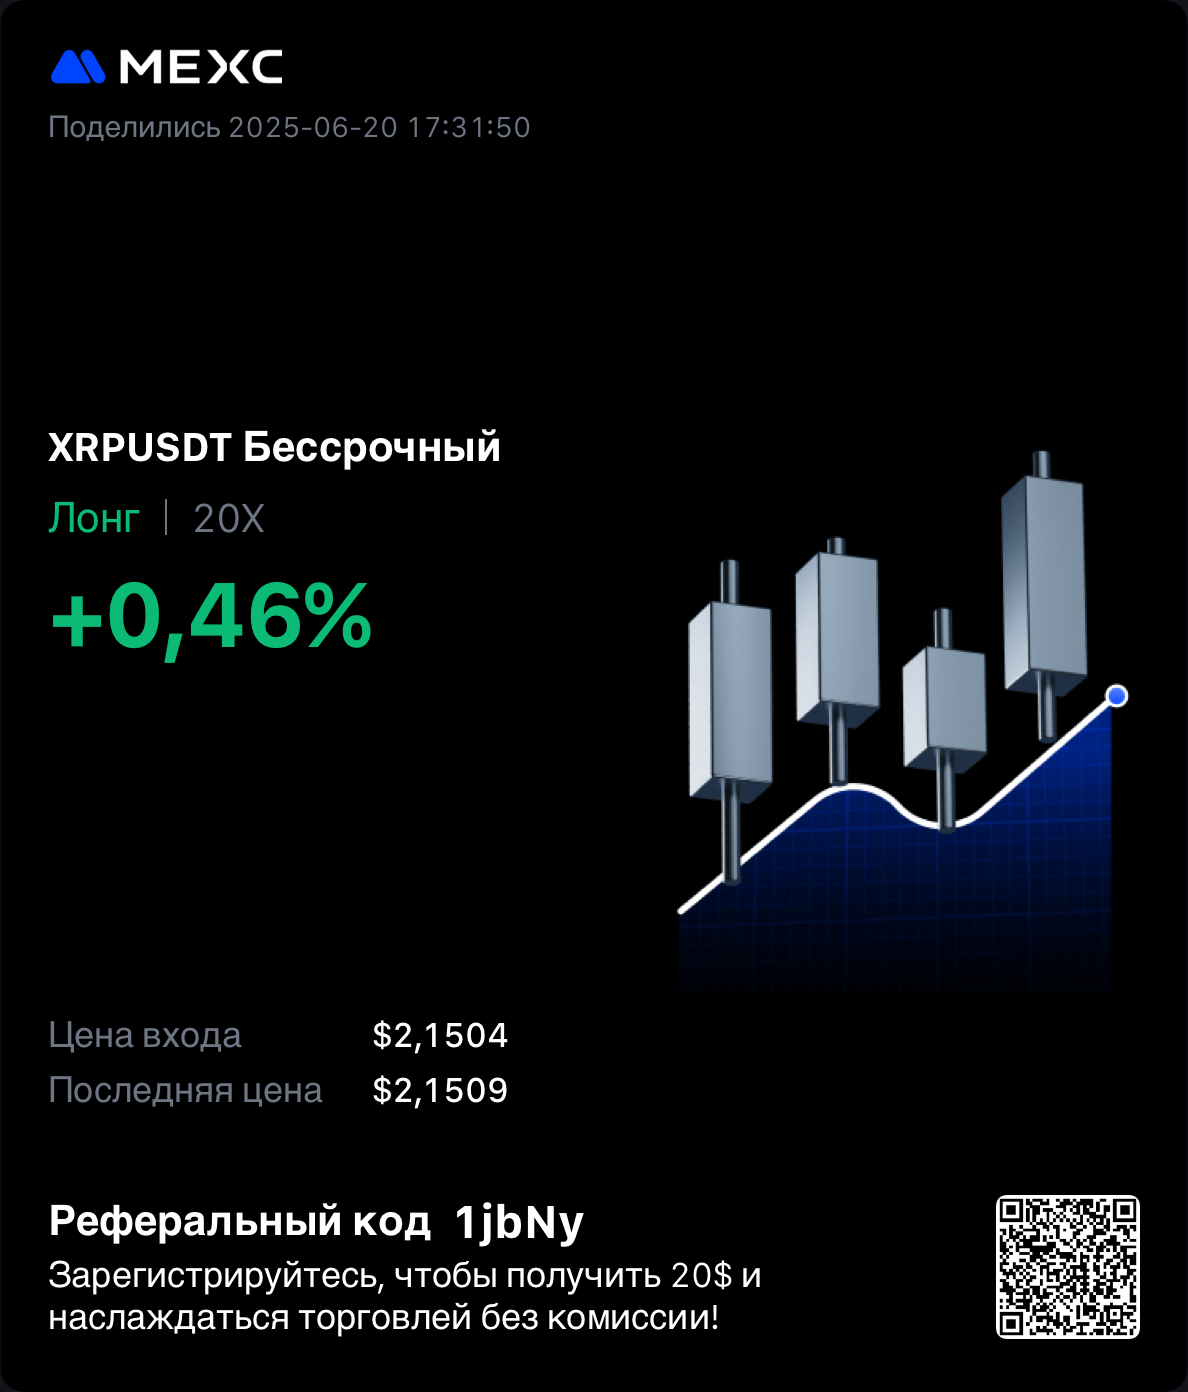 MEXC
Поделились 2025-06-20 17:31:50
XRPUSDT Бессрочный
Лонг | 20X
+0,46%
Цена входа $2,1504
Последняя цена $2,1509
Реферальный код 1jbNy
Зарегистрируйтесь, чтобы получить 20$ и
наслаждаться торговлей без комиссии!